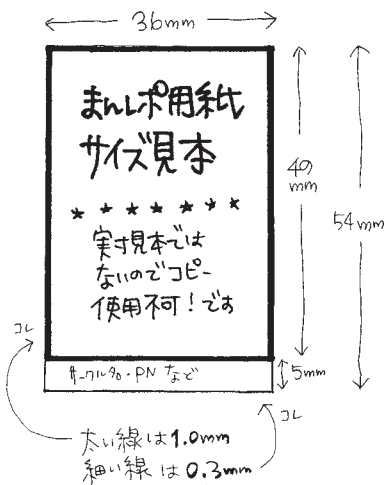 36mm
まんレポ用紙
サイズ見本
* * * * * * *
実寸見本では
ないのでコピー
使用不可！です
49
mm
54mm
5mm
サークル名・PN など
コレ
コレ
太い線は1.0mm
細い線は0.3mm